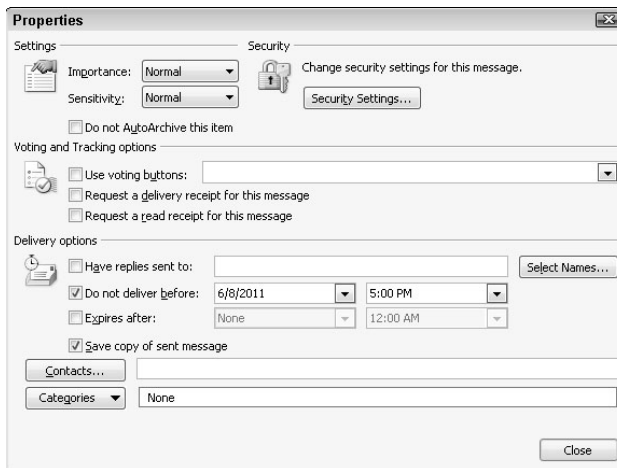 Properties
Settings
Security
Importance: Normal
Change security settings for this message.
Sensitivity: Normal
Security Settings...
Do not AutoArchive this item
Voting and Tracking options
Use voting buttons:
Request a delivery receipt for this message
Request a read receipt for this message
Delivery options
Have replies sent to:
Select Names...
Do not deliver before: 6/8/2011 5:00 PM
Expires after: None 12:00 AM
Save copy of sent message
Contacts...
Categories None
Close